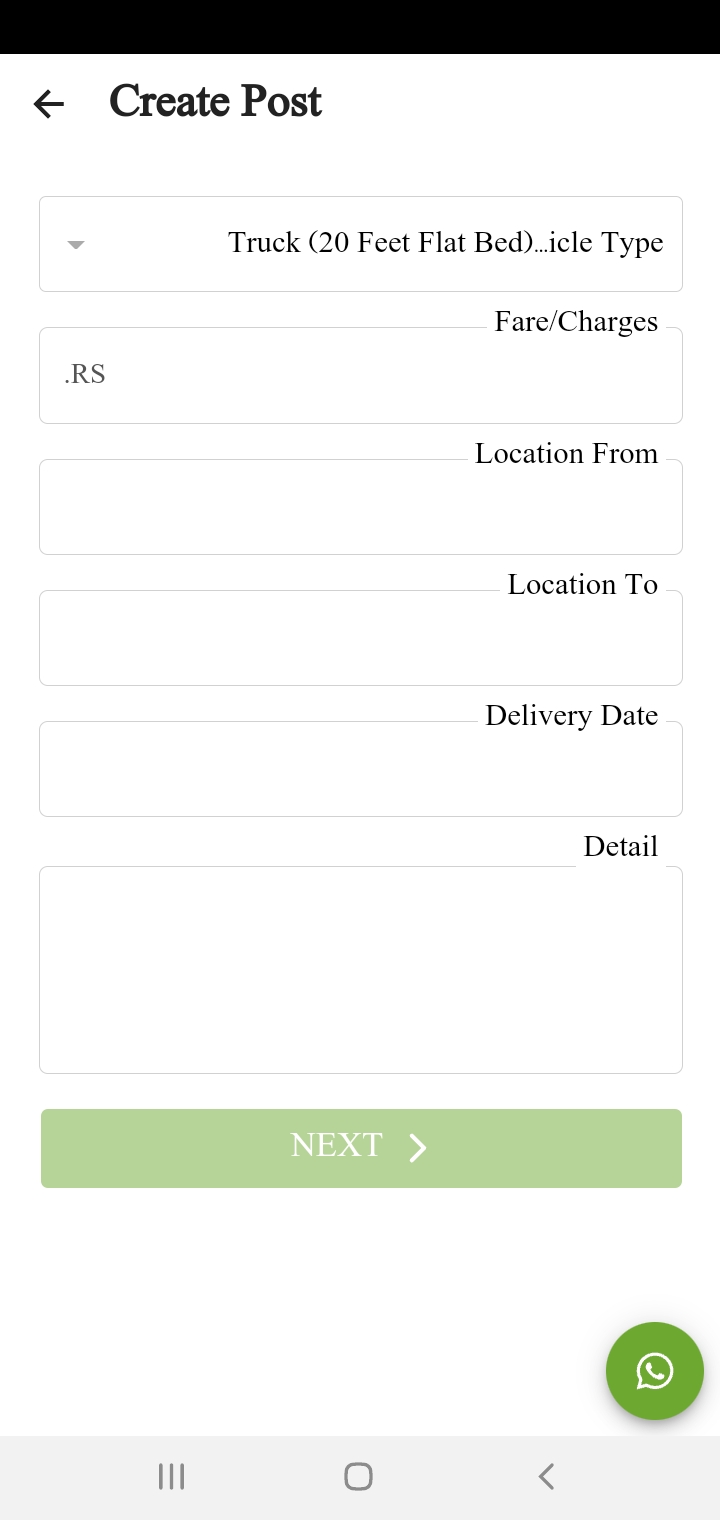 Create Post
Truck (20 Feet Flat Bed)...icle Type
Fare/Charges
.RS
Location From
Location To
Delivery Date
Detail
NEXT